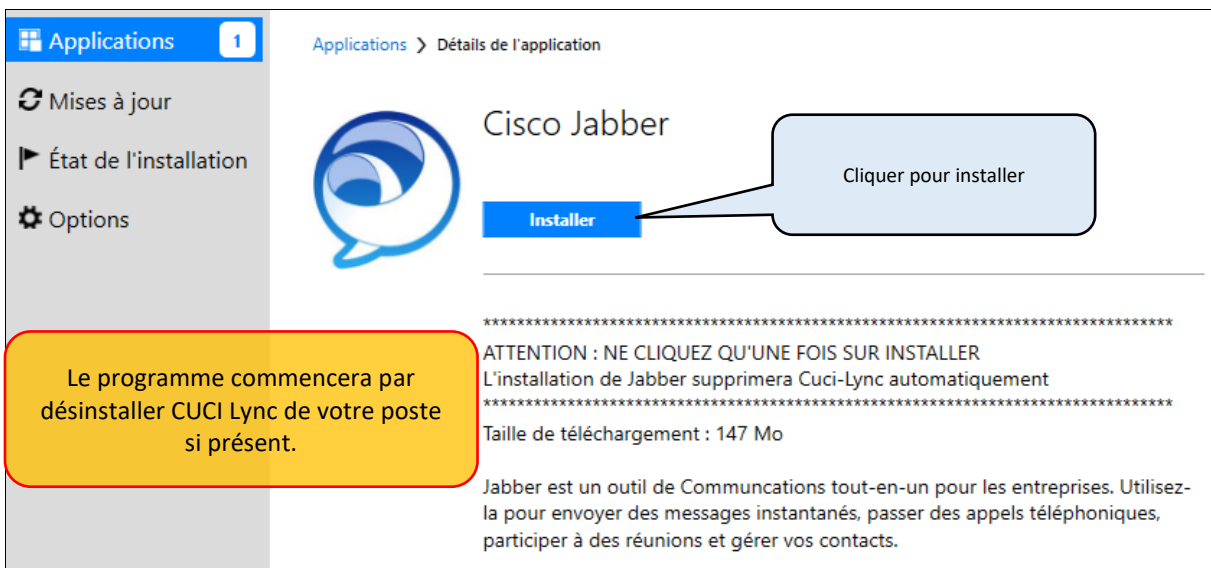 Applications 1
Mises à jour
État de l'installation
Options
Applications ❯ Détails de l'application
Cisco Jabber
Installer
Cliquer pour installer
***********************************************************************************
ATTENTION : NE CLIQUEZ QU'UNE FOIS SUR INSTALLER
L'installation de Jabber supprimera Cuci-Lync automatiquement
***********************************************************************************
Taille de téléchargement : 147 Mo
Jabber est un outil de Communcations tout-en-un pour les entreprises. Utilisez-
la pour envoyer des messages instantanés, passer des appels téléphoniques,
participer à des réunions et gérer vos contacts.
Le programme commencera par
désinstaller CUCI Lync de votre poste
si présent.